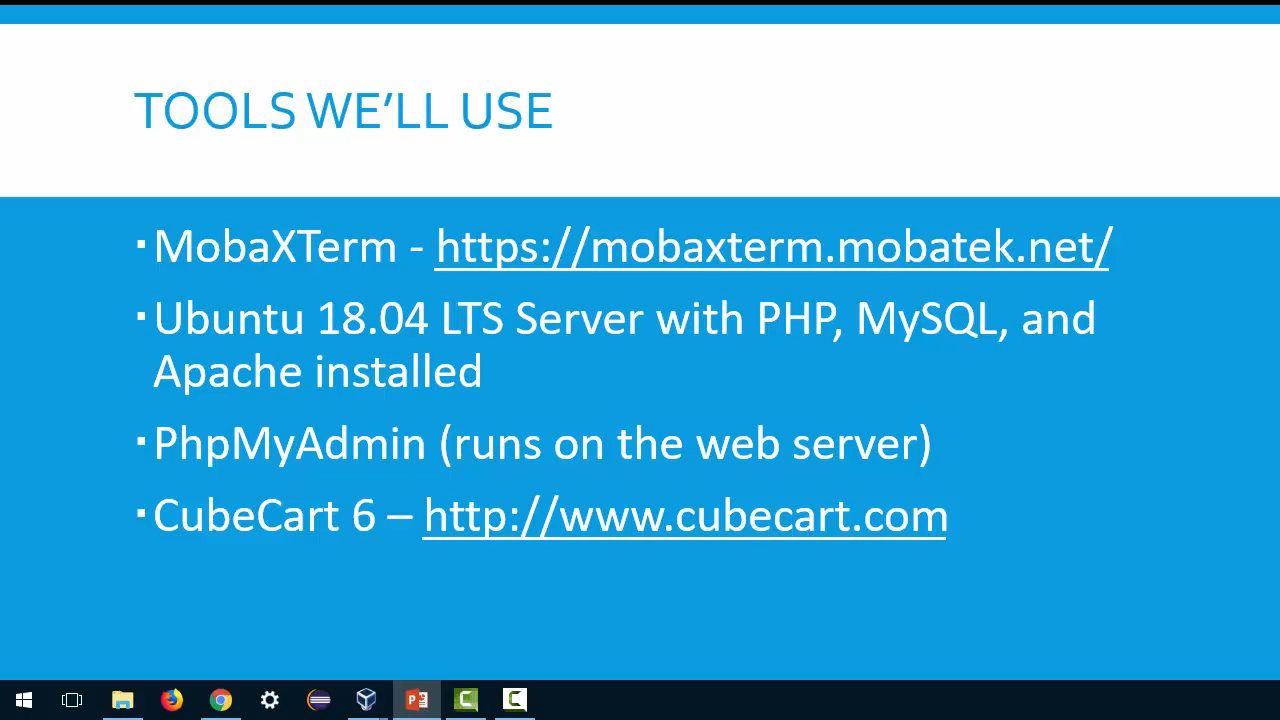 TOOLS WE’LL USE
▪MobaXTerm - https://mobaxterm.mobatek.net/
▪Ubuntu 18.04 LTS Server with PHP, MySQL, and
Apache installed
▪PhpMyAdmin (runs on the web server)
▪CubeCart 6 – http://www.cubecart.com